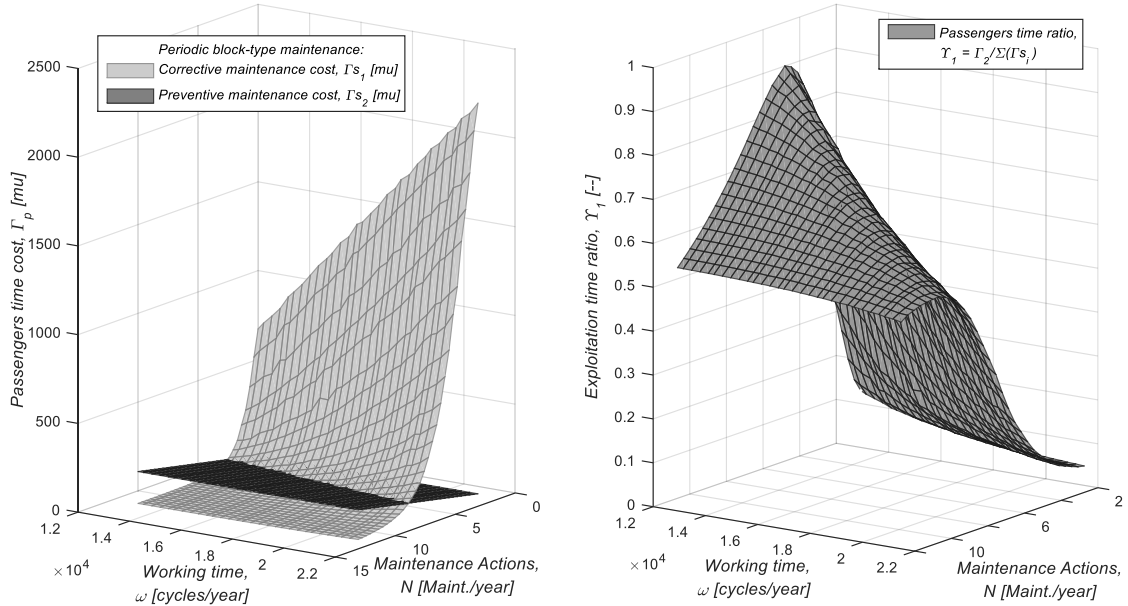 Periodic block-type maintenance:
Corrective maintenance cost, Γs₁ [mu]
Preventive maintenance cost, Γs₂ [mu]
2500
2000
1500
1000
500
0
Passengers time cost, Γₚ [mu]
1.2
1.4
1.6
1.8
2
2.2
× 10⁴
Working time,
ω [cycles/year]
0
5
10
15
Maintenance Actions,
N [Maint./year]
Passengers time ratio,
ϒ₁ = Γ₂/Σ(Γsᵢ)
1
0.9
0.8
0.7
0.6
0.5
0.4
0.3
0.2
0.1
0
Exploitation time ratio, ϒ₁ [--]
1.2
1.4
1.6
1.8
2
2.2
× 10⁴
Working time,
ω [cycles/year]
2
6
10
Maintenance Actions,
N [Maint./year]